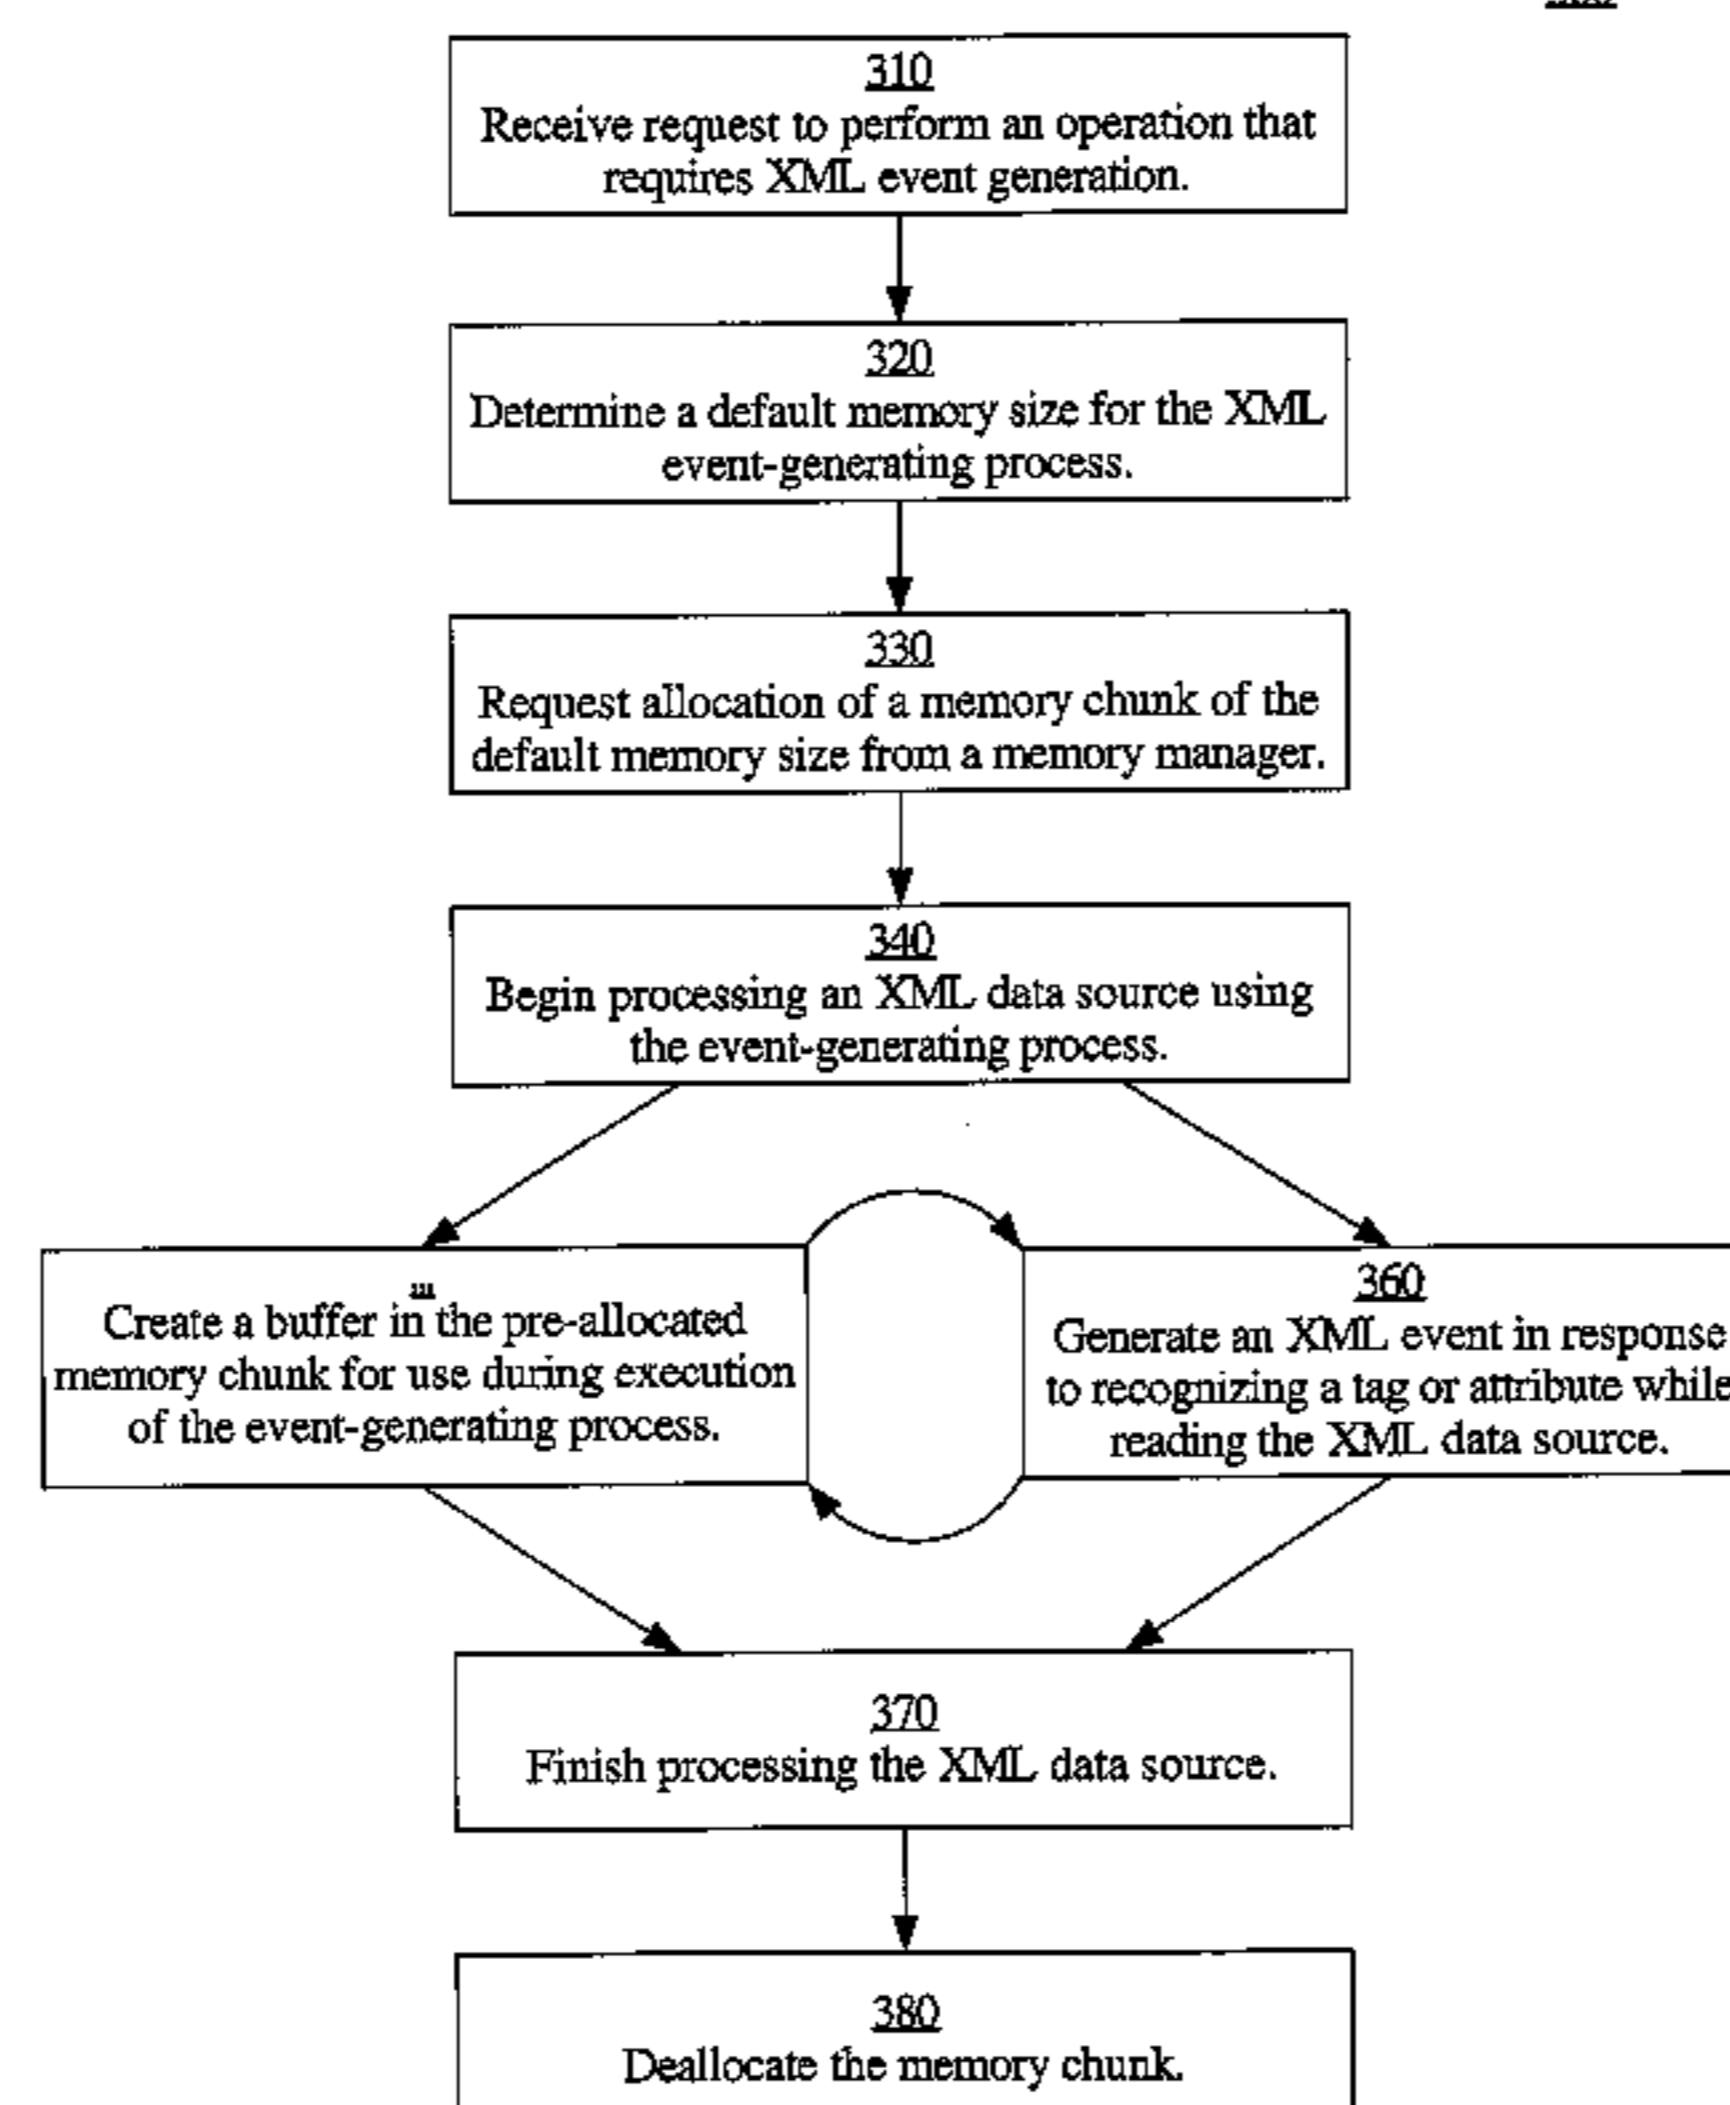 310
Receive request to perform an operation that
requires XML event generation.
320
Determine a default memory size for the XML
event-generating process.
330
Request allocation of a memory chunk of the
default memory size from a memory manager.
340
Begin processing an XML data source using
the event-generating process.
Create a buffer in the pre-allocated
memory chunk for use during execution
of the event-generating process.
360
Generate an XML event in response
to recognizing a tag or attribute while
reading the XML data source.
370
Finish processing the XML data source.
380
Deallocate the memory chunk.